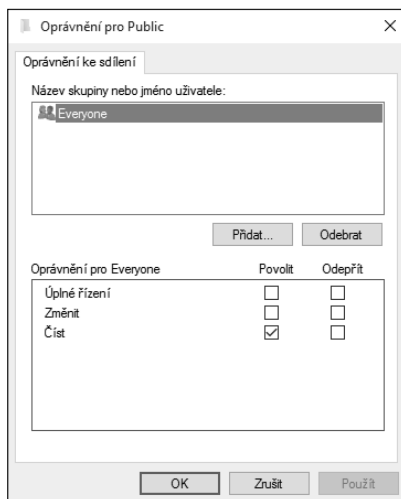 Oprávnění pro Public
Oprávnění ke sdílení
Název skupiny nebo jméno uživatele:
Everyone
Přidat... Odebrat
Oprávnění pro Everyone Povolit Odepřít
Úplné řízení
Změnit
Číst
OK Zrušit Použít